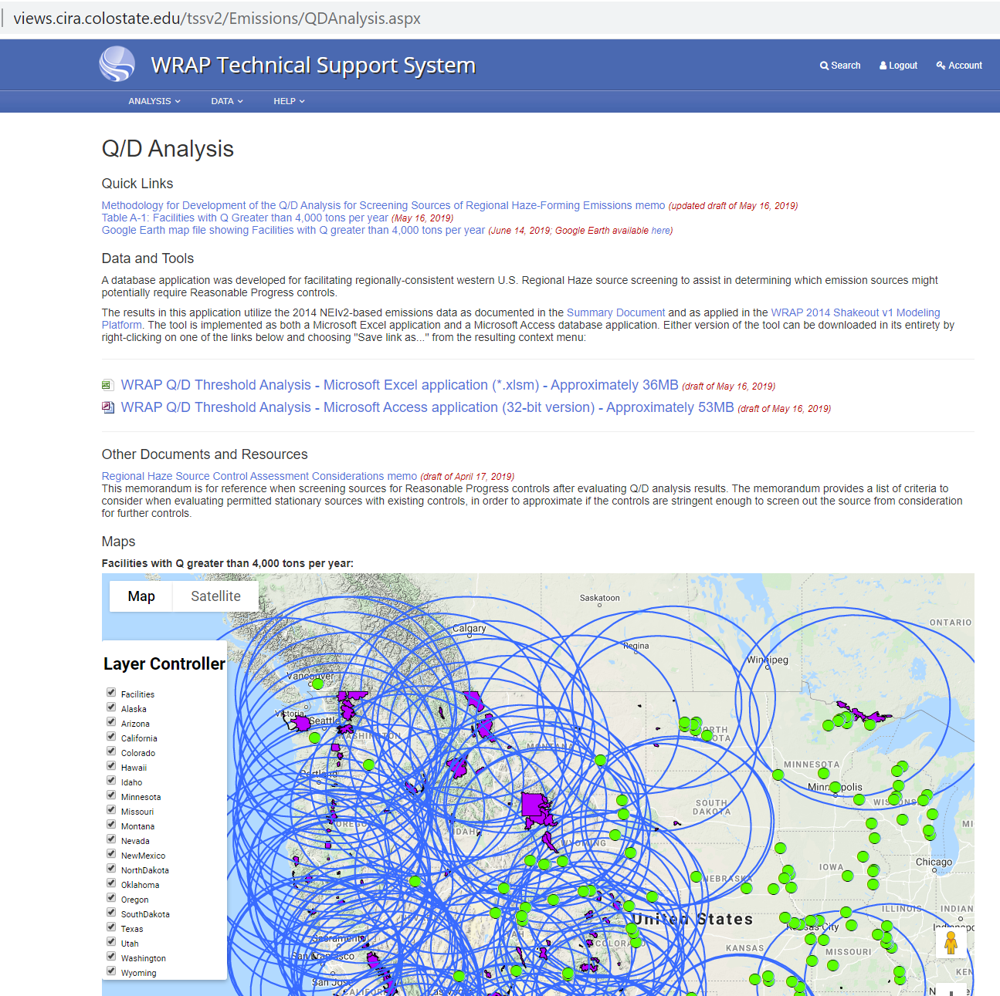 views.cira.colostate.edu/tssv2/Emissions/QDAnalysis.aspx
WRAP Technical Support System
Search Logout Account
ANALYSIS DATA HELP
Q/D Analysis
Quick Links
Methodology for Development of the Q/D Analysis for Screening Sources of Regional Haze-Forming Emissions memo (updated draft of May 16, 2019)
Table A-1: Facilities with Q Greater than 4,000 tons per year (May 16, 2019)
Google Earth map file showing Facilities with Q greater than 4,000 tons per year (June 14, 2019; Google Earth available here)
Data and Tools
A database application was developed for facilitating regionally-consistent western U.S. Regional Haze source screening to assist in determining which emission sources might
potentially require Reasonable Progress controls.
The results in this application utilize the 2014 NEIv2-based emissions data as documented in the Summary Document and as applied in the WRAP 2014 Shakeout v1 Modeling
Platform. The tool is implemented as both a Microsoft Excel application and a Microsoft Access database application. Either version of the tool can be downloaded in its entirety by
right-clicking on one of the links below and choosing "Save link as..." from the resulting context menu:
WRAP Q/D Threshold Analysis - Microsoft Excel application (*.xlsm) - Approximately 36MB (draft of May 16, 2019)
WRAP Q/D Threshold Analysis - Microsoft Access application (32-bit version) - Approximately 53MB (draft of May 16, 2019)
Other Documents and Resources
Regional Haze Source Control Assessment Considerations memo (draft of April 17, 2019)
This memorandum is for reference when screening sources for Reasonable Progress controls after evaluating Q/D analysis results. The memorandum provides a list of criteria to
consider when evaluating permitted stationary sources with existing controls, in order to approximate if the controls are stringent enough to screen out the source from consideration
for further controls.
Maps
Facilities with Q greater than 4,000 tons per year:
Map Satellite
Layer Controller
Facilities
Alaska
Arizona
California
Colorado
Hawaii
Idaho
Minnesota
Missouri
Montana
Nevada
NewMexico
NorthDakota
Oklahoma
Oregon
SouthDakota
Texas
Utah
Washington
Wyoming
Saskatoon
ONTARIO
Calgary
Regina
Winnipeg
Vancouver
Seattle
MONTANA
MINNESOTA
Portland
SOUTH
DAKOTA
WYOMING
Chicago
IOWA
NEBRASKA
ILLINOIS
United States
KANSAS
MISSOURI
Sacramento
San Francisco
San Jose
CALIFORNIA